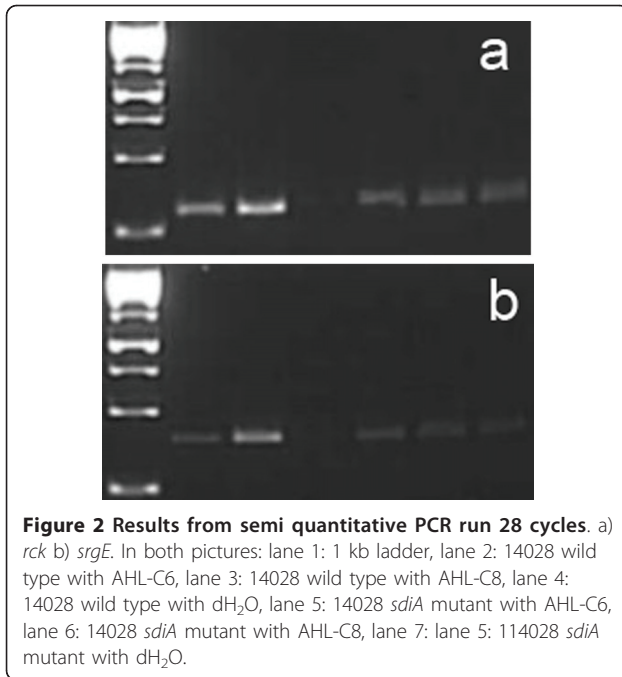 a
b
Figure 2 Results from semi quantitative PCR run 28 cycles. a)
rck b) srgE. In both pictures: lane 1: 1 kb ladder, lane 2: 14028 wild
type with AHL-C6, lane 3: 14028 wild type with AHL-C8, lane 4:
14028 wild type with dH₂O, lane 5: 14028 sdiA mutant with AHL-C6,
lane 6: 14028 sdiA mutant with AHL-C8, lane 7: lane 5: 114028 sdiA
mutant with dH₂O.